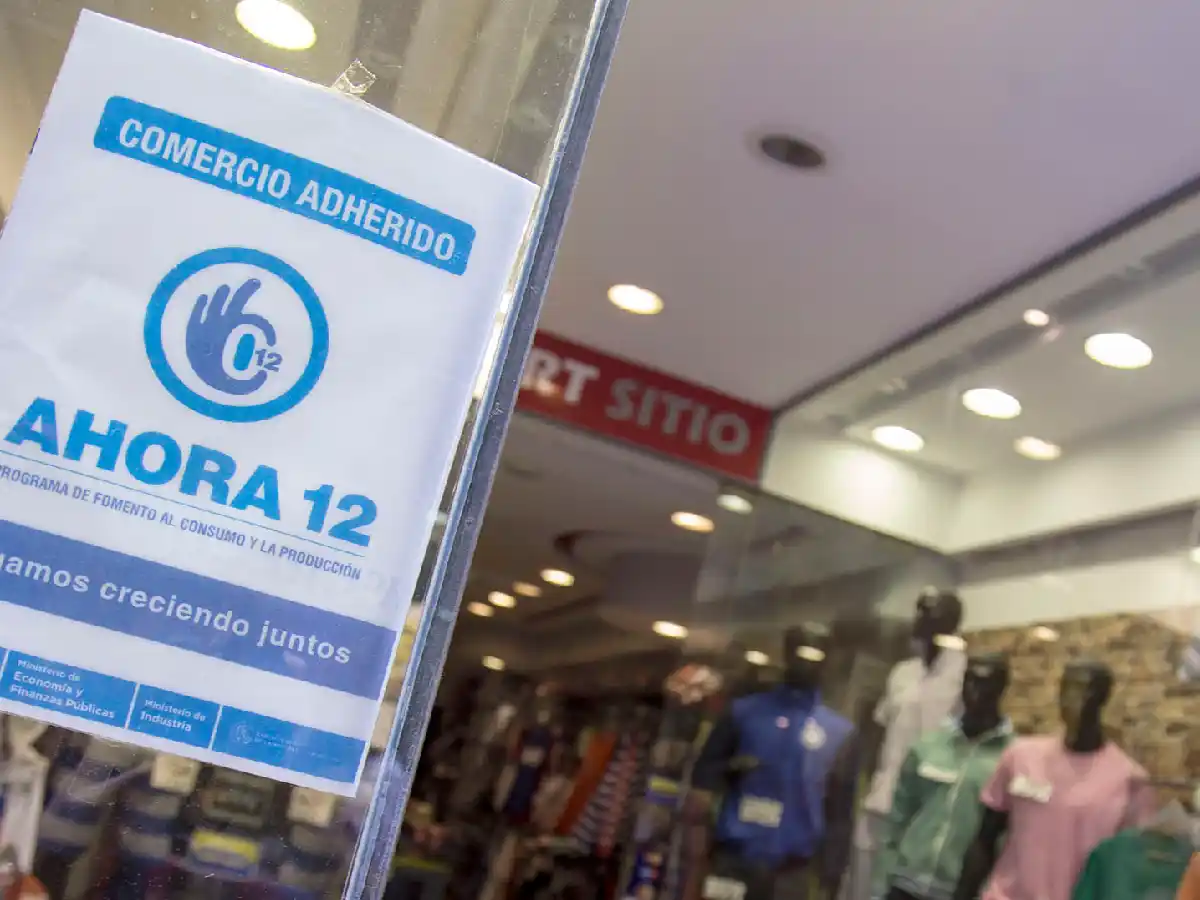 COMERCIO ADHERIDO
12
AHORA 12
PROGRAMA DE FOMENTO AL CONSUMO Y LA PRODUCCIÓN
creciendo juntos
Ministerio de
Economía y
Finanzas Públicas
Ministerio de
Industria
RT SITIO